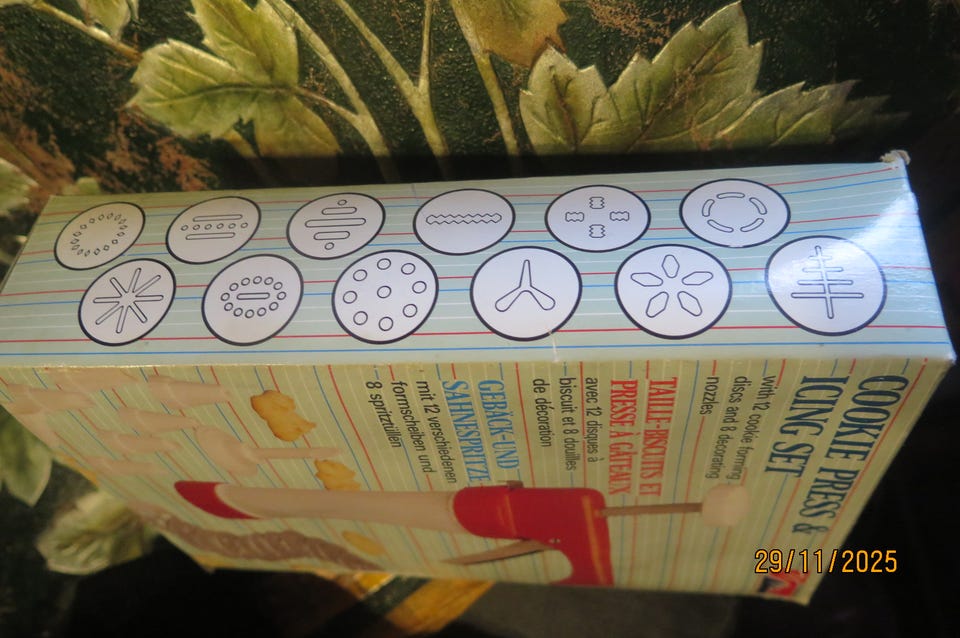 COOKIE PRESS &
ICING SET
with 12 cookie forming
discs and 8 decorating
nozzles
TAILLE-BISCUITS ET
PRESSE À GÂTEAUX
avec 12 disques à
biscuit et 8 douilles
de décoration
GEBÄCK-UND
SAHNESPRITZE
mit 12 verschiedenen
formscheiben und
8 spritztüllen
29/11/2025